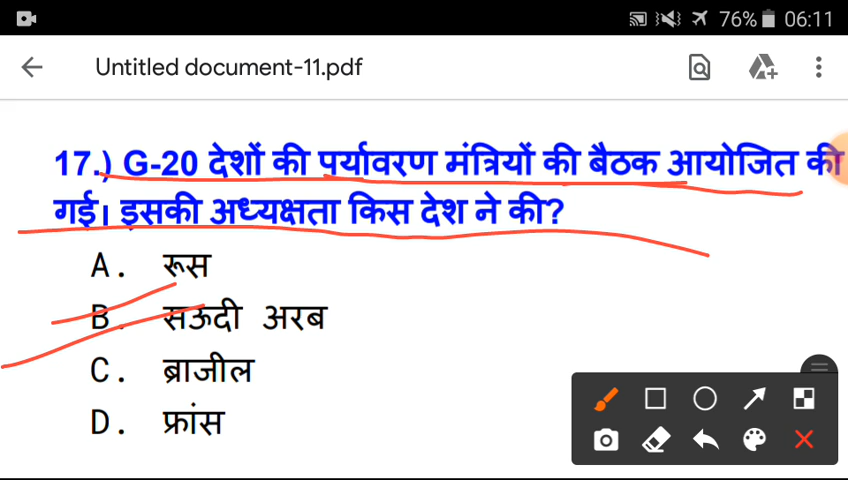 76% 06:11
Untitled document-11.pdf
17.) G-20 देशों की पर्यावरण मंत्रियों की बैठक आयोजित की
गई। इसकी अध्यक्षता किस देश ने की?
A. रूस
B. सऊदी अरब
C. ब्राजील
D. फ्रांस